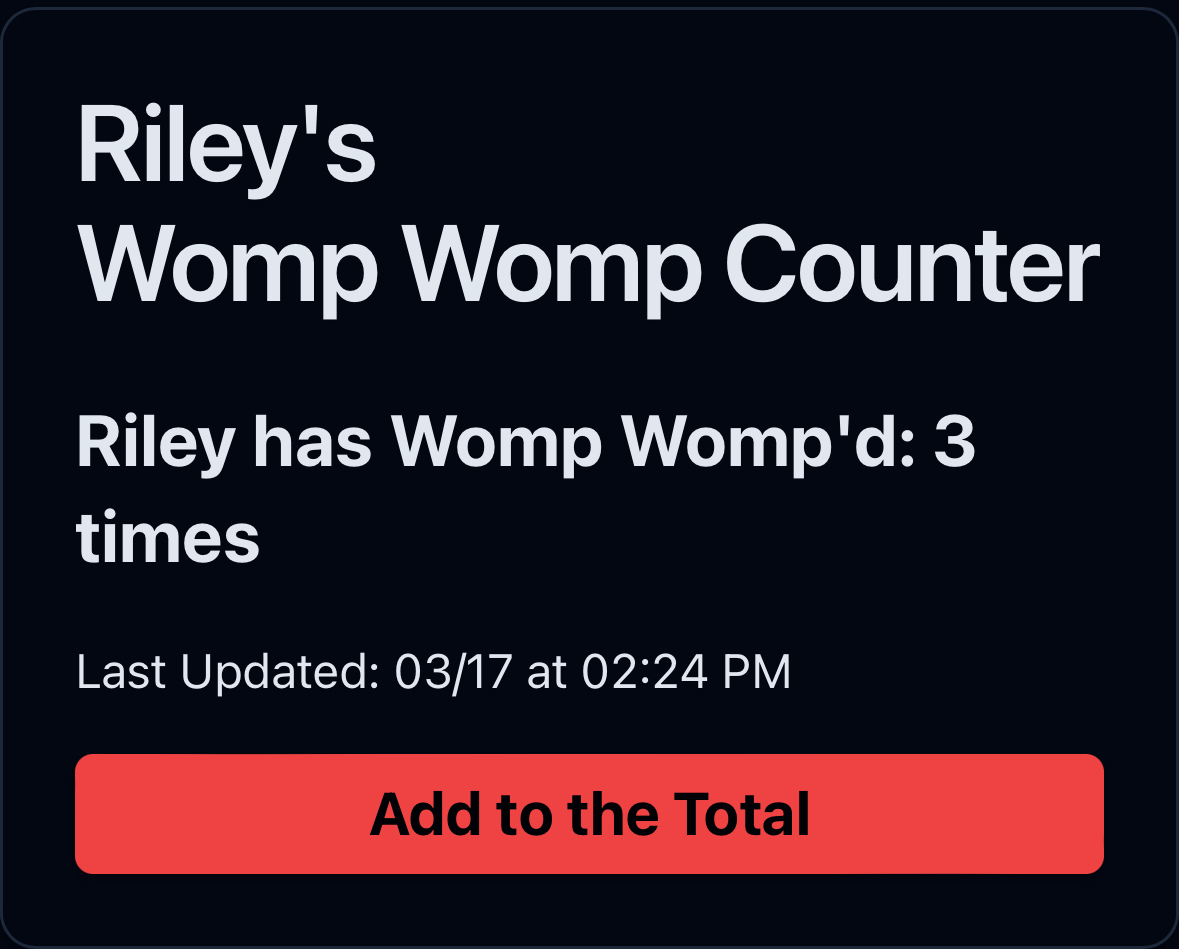 Riley's
Womp Womp Counter
Riley has Womp Womp'd: 3
times
Last Updated: 03/17 at 02:24 PM
Add to the Total